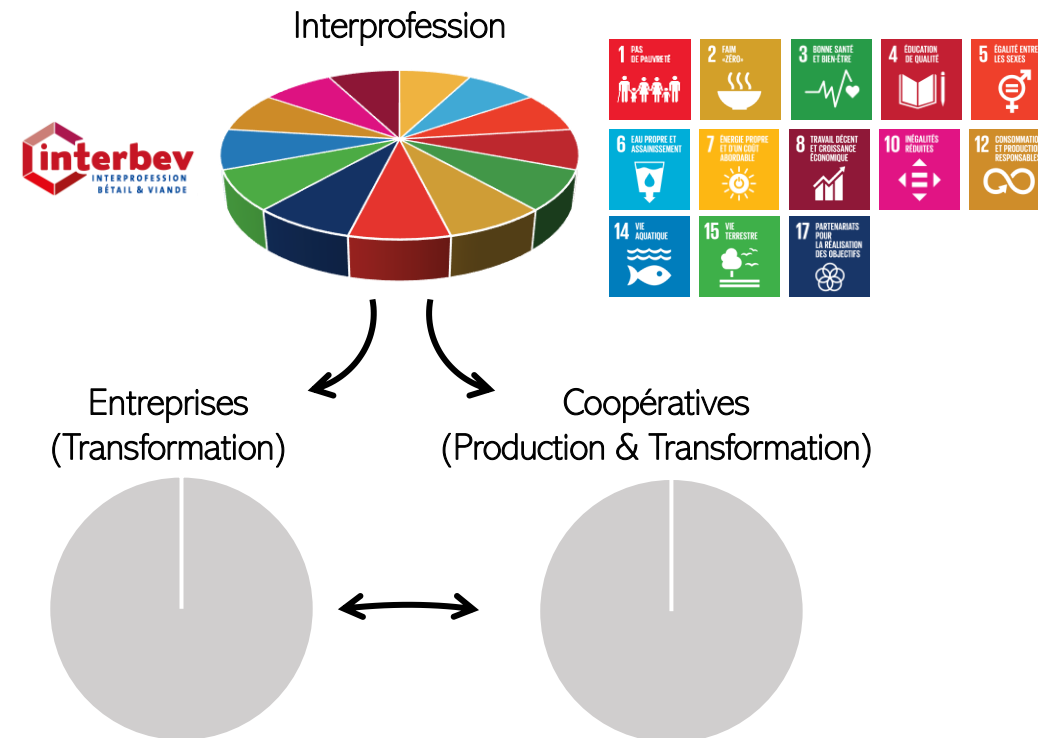 Interprofession
interbev
INTERPROFESSION
BÉTAIL & VIANDE
1 PAS
DE PAUVRETÉ
2 FAIM
«ZÉRO»
3 BONNE SANTÉ
ET BIEN-ÊTRE
4 ÉDUCATION
DE QUALITÉ
5 ÉGALITÉ ENTRE
LES SEXES
6 EAU PROPRE ET
ASSAINISSEMENT
7 ÉNERGIE PROPRE
ET D'UN COÛT
ABORDABLE
8 TRAVAIL DÉCENT
ET CROISSANCE
ÉCONOMIQUE
10 INÉGALITÉS
RÉDUITES
12 CONSOMMATION
ET PRODUCTION
RESPONSABLES
14 VIE
AQUATIQUE
15 VIE
TERRESTRE
17 PARTENARIATS
POUR
LA RÉALISATION
DES OBJECTIFS
Entreprises
(Transformation)
Coopératives
(Production & Transformation)